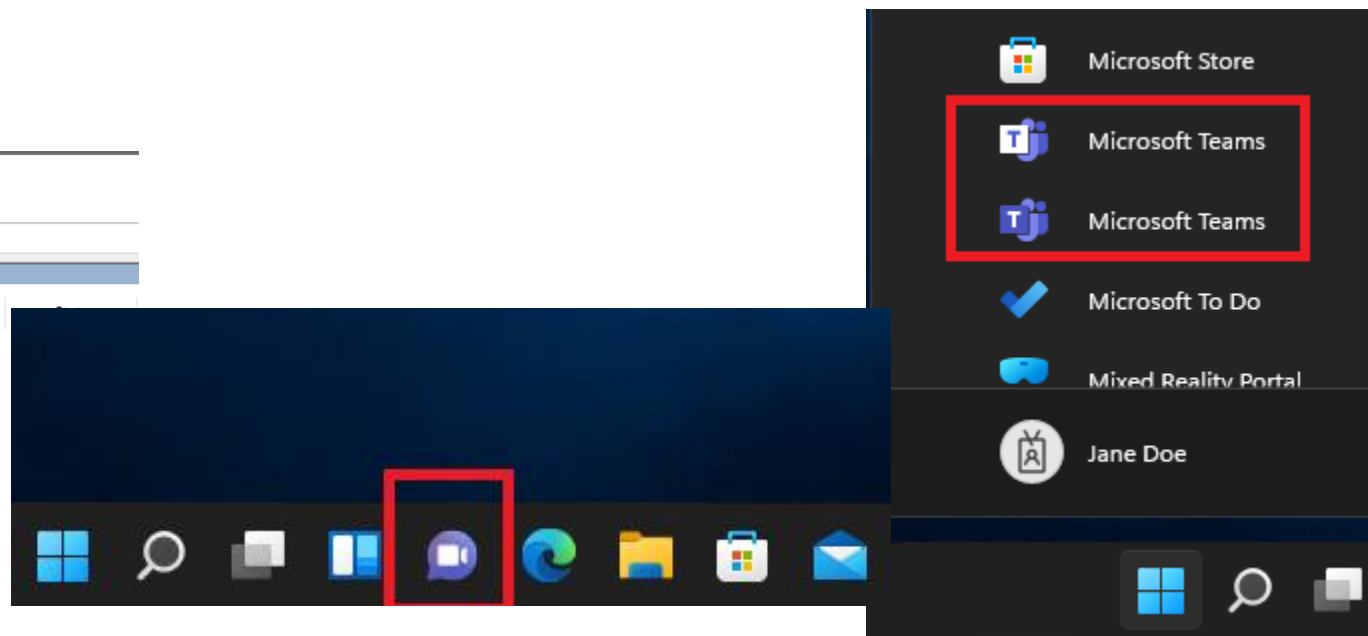 Microsoft Store
T Microsoft Teams
T Microsoft Teams
Microsoft To Do
Mixed Reality Portal
Jane Doe